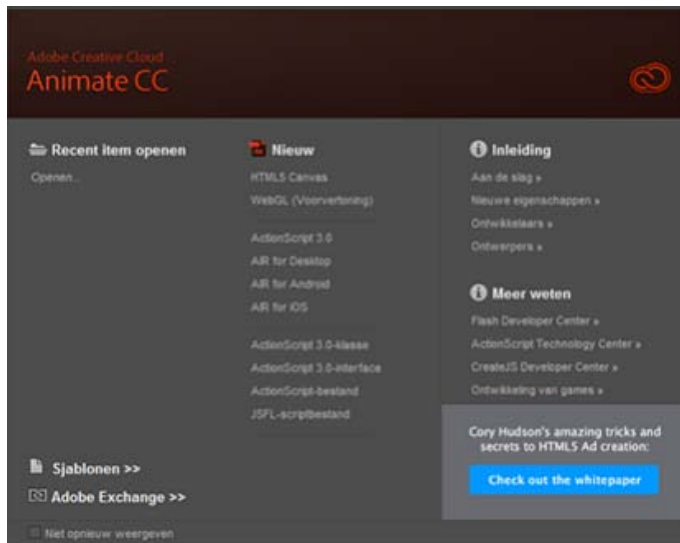 Adobe Creative Cloud
Animate CC
Recent item openen
Openen...
Nieuw
HTML5 Canvas
WebGL (Voorvertoning)
ActionScript 3.0
AIR for Desktop
AIR for Android
AIR for iOS
ActionScript 3.0-klasse
ActionScript 3.0-interface
ActionScript-bestand
JSFL-scriptbestand
Inleiding
Aan de slag »
Nieuwe eigenschappen »
Ontwikkelaars »
Ontwerpers »
Meer weten
Flash Developer Center »
ActionScript Technology Center »
CreateJS Developer Center »
Ontwikkeling van games »
Cory Hudson's amazing tricks and
secrets to HTML5 Ad creation:
Check out the whitepaper
Sjablonen >>
Adobe Exchange >>
Niet opnieuw weergeven